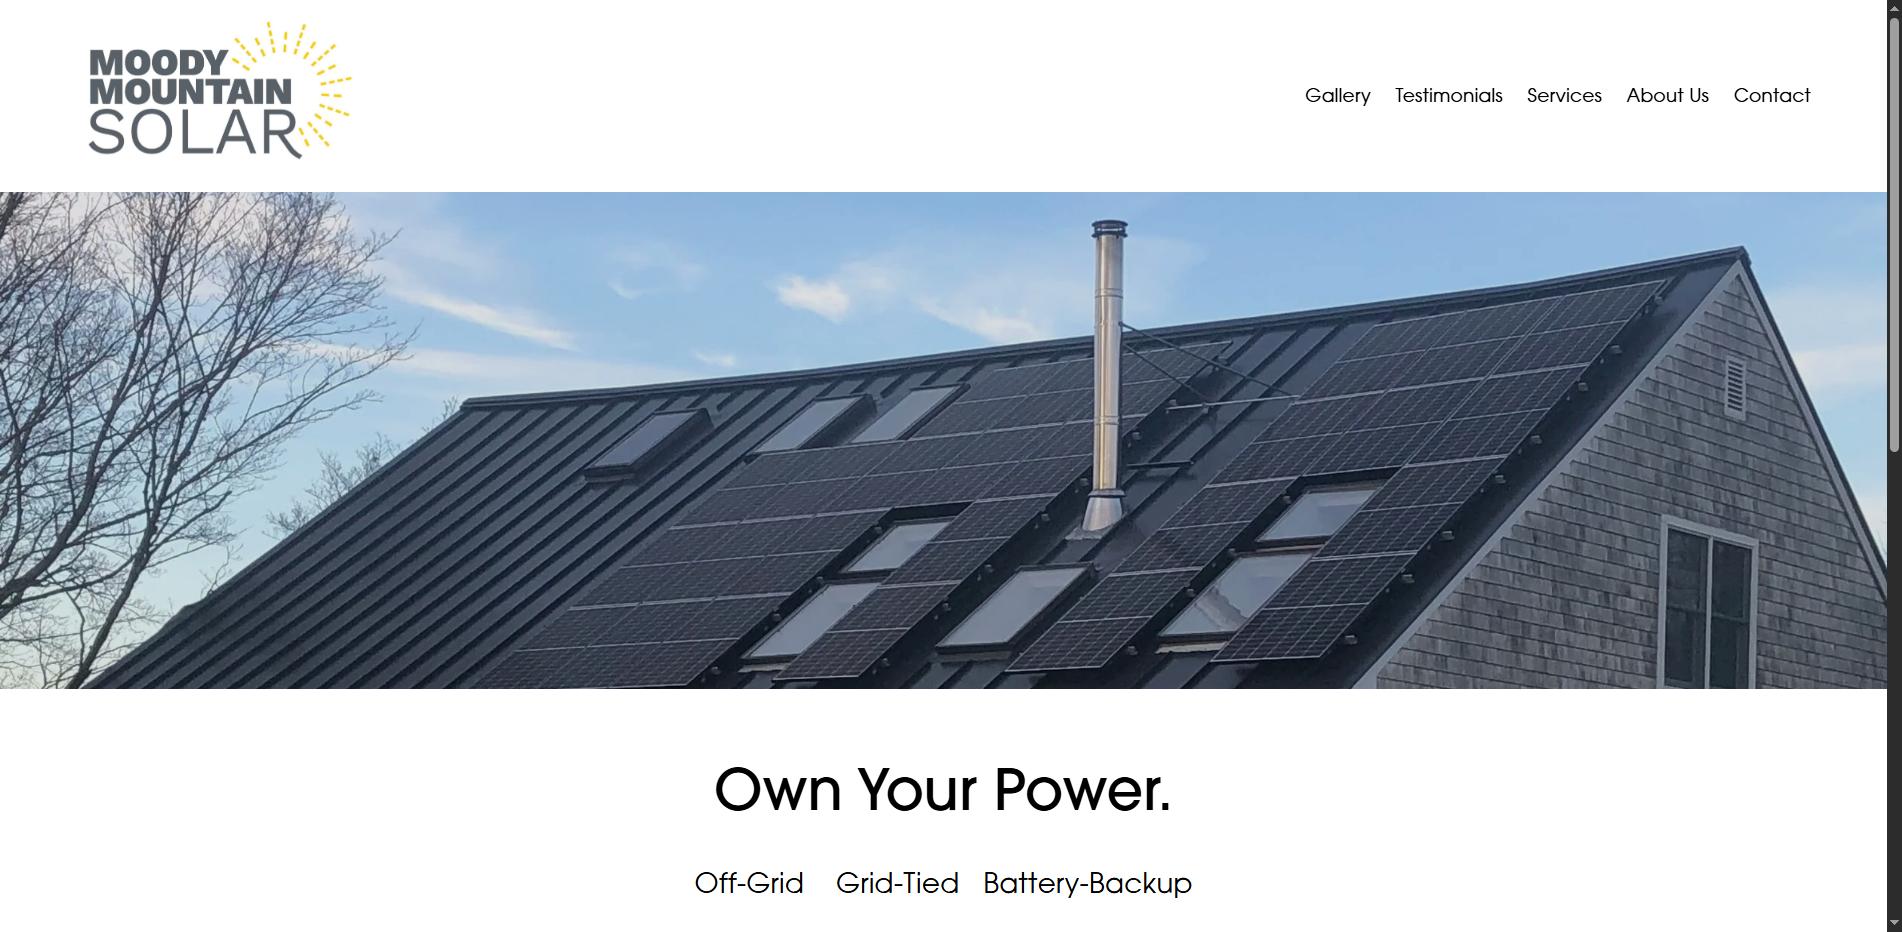 MOODY
MOUNTAIN
SOLAR
Gallery Testimonials Services About Us Contact
Own Your Power.
Off-Grid Grid-Tied Battery-Backup